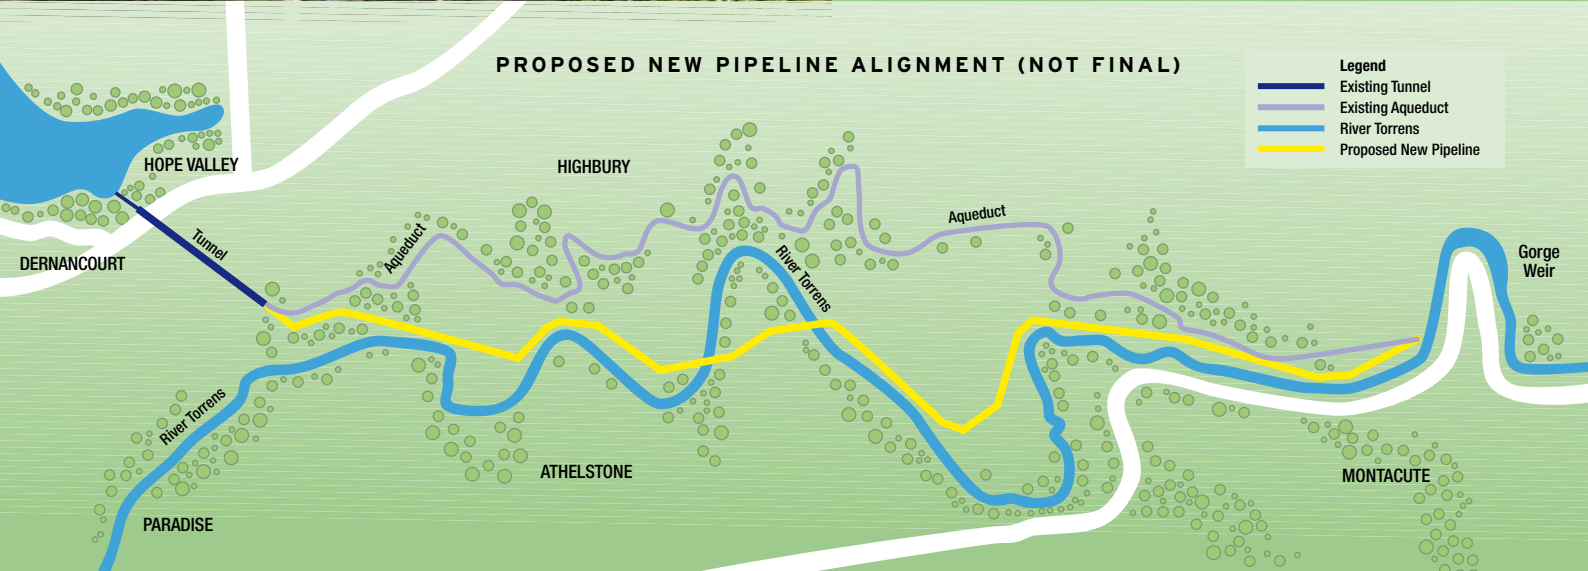 PROPOSED NEW PIPELINE ALIGNMENT (NOT FINAL)
Legend
Existing Tunnel
Existing Aqueduct
River Torrens
Proposed New Pipeline
HOPE VALLEY
HIGHBURY
Aqueduct
River Torrens
Aqueduct
Tunnel
DERNANCOURT
Gorge
Weir
River Torrens
ATHELSTONE
MONTACUTE
PARADISE